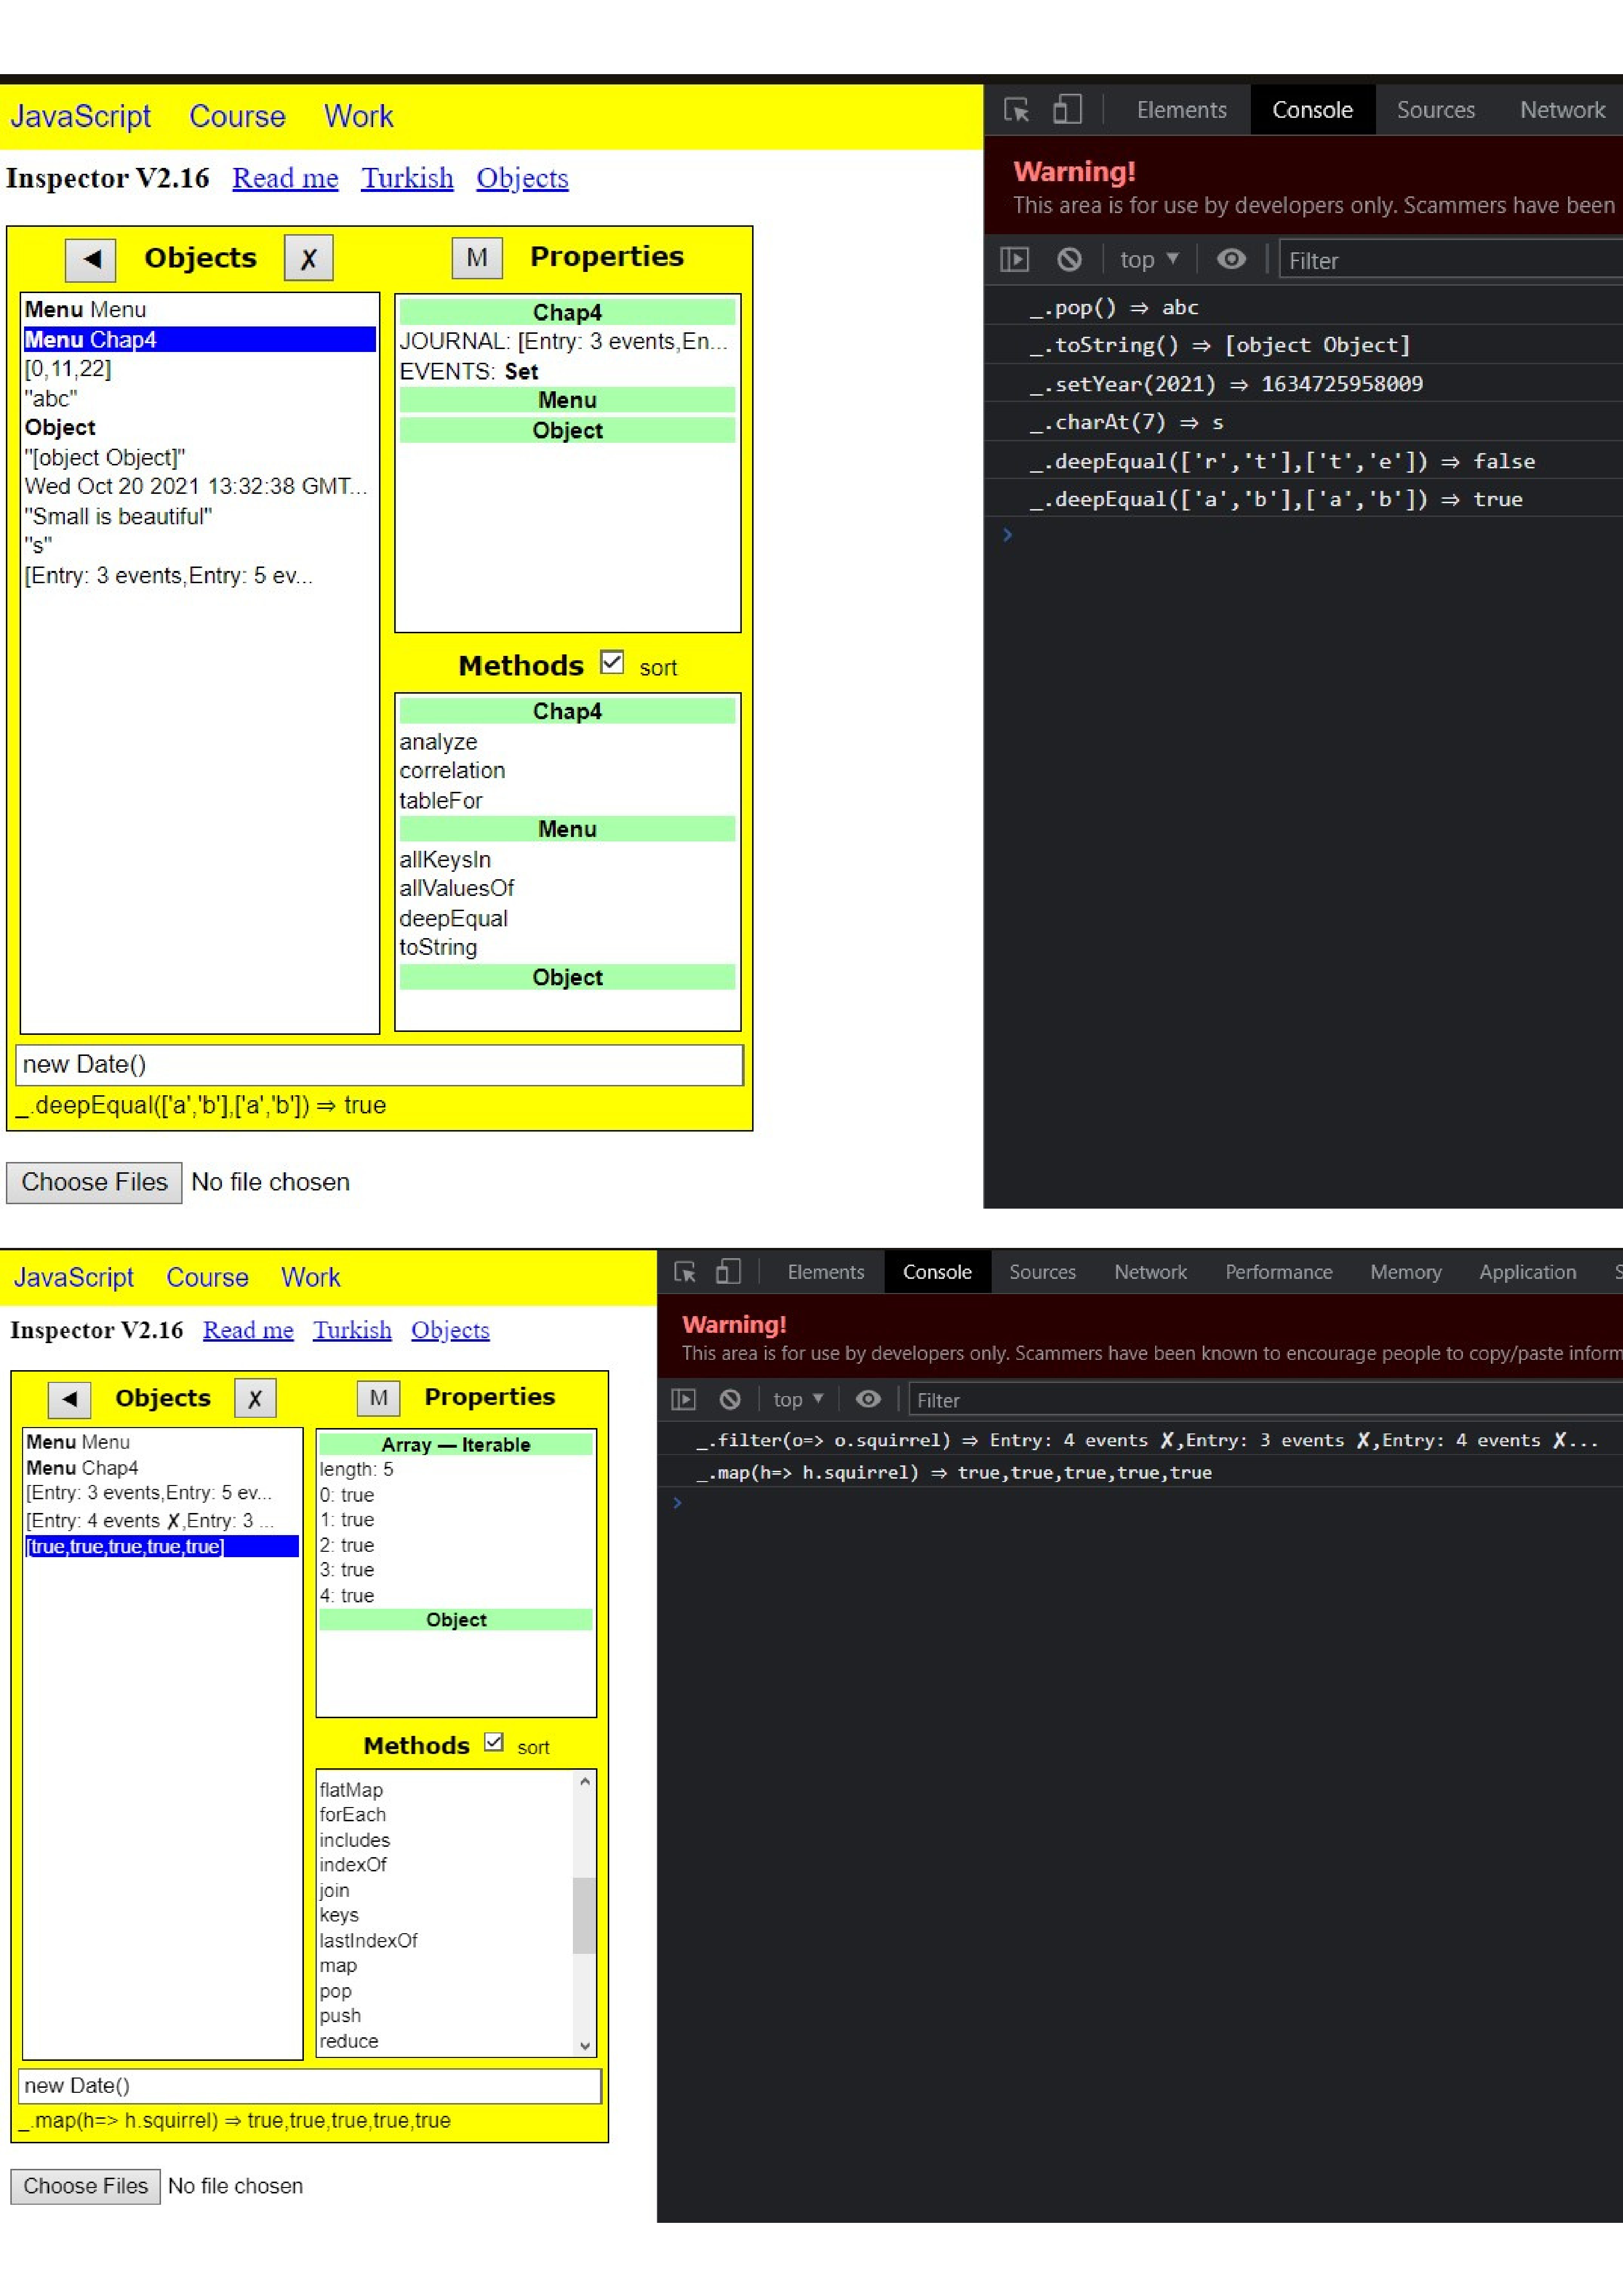 JavaScript Course Work
Inspector V2.16 Read me Turkish Objects
◄ Objects ✗
Menu Menu
Menu Chap4
[0,11,22]
"abc"
Object
"[object Object]"
Wed Oct 20 2021 13:32:38 GMT...
"Small is beautiful"
"s"
[Entry: 3 events,Entry: 5 ev...
M Properties
Chap4
JOURNAL: [Entry: 3 events,En...
EVENTS: Set
Menu
Object
Methods sort
Chap4
analyze
correlation
tableFor
Menu
allKeysIn
allValuesOf
deepEqual
toString
Object
new Date()
_.deepEqual(['a','b'],['a','b']) ⇒ true
Choose Files No file chosen
Elements Console Sources Network
Warning!
This area is for use by developers only. Scammers have been
top ▼ Filter
_.pop() ⇒ abc
_.toString() ⇒ [object Object]
_.setYear(2021) ⇒ 1634725958009
_.charAt(7) ⇒ s
_.deepEqual(['r','t'],['t','e']) ⇒ false
_.deepEqual(['a','b'],['a','b']) ⇒ true
JavaScript Course Work
Inspector V2.16 Read me Turkish Objects
◄ Objects ✗
Menu Menu
Menu Chap4
[Entry: 3 events,Entry: 5 ev...
[Entry: 4 events ✗,Entry: 3 ...
[true,true,true,true,true]
M Properties
Array — Iterable
length: 5
0: true
1: true
2: true
3: true
4: true
Object
Methods sort
flatMap
forEach
includes
indexOf
join
keys
lastIndexOf
map
pop
push
reduce
new Date()
_.map(h=> h.squirrel) ⇒ true,true,true,true,true
Choose Files No file chosen
Elements Console Sources Network Performance Memory Application S
Warning!
This area is for use by developers only. Scammers have been known to encourage people to copy/paste inform
top ▼ Filter
_.filter(o=> o.squirrel) ⇒ Entry: 4 events ✗,Entry: 3 events ✗,Entry: 4 events ✗...
_.map(h=> h.squirrel) ⇒ true,true,true,true,true